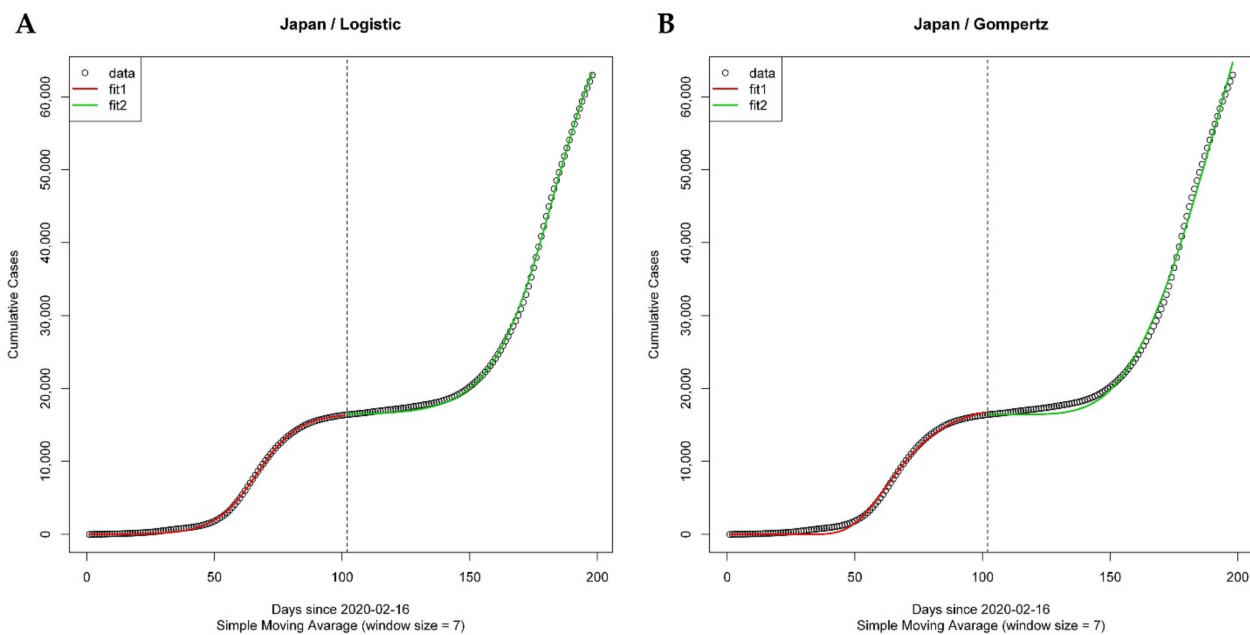 A
Japan / Logistic
data
fit1
fit2
Cumulative Cases
60,000
50,000
40,000
30,000
20,000
10,000
0
0 50 100 150 200
Days since 2020-02-16
Simple Moving Avarage (window size = 7)
B
Japan / Gompertz
data
fit1
fit2
Cumulative Cases
60,000
50,000
40,000
30,000
20,000
10,000
0
0 50 100 150 200
Days since 2020-02-16
Simple Moving Avarage (window size = 7)